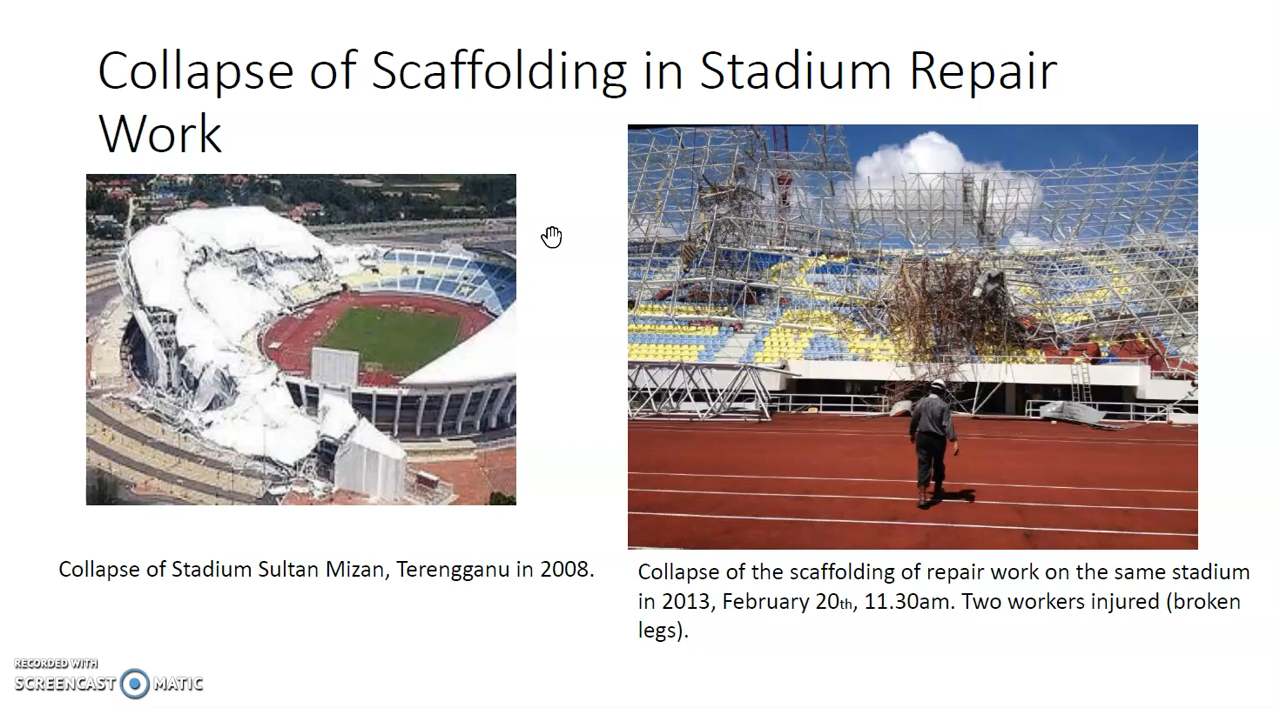 Collapse of Scaffolding in Stadium Repair
Work
Collapse of Stadium Sultan Mizan, Terengganu in 2008.
Collapse of the scaffolding of repair work on the same stadium
in 2013, February 20th, 11.30am. Two workers injured (broken
legs).
RECORDED WITH
SCREENCAST MATIC